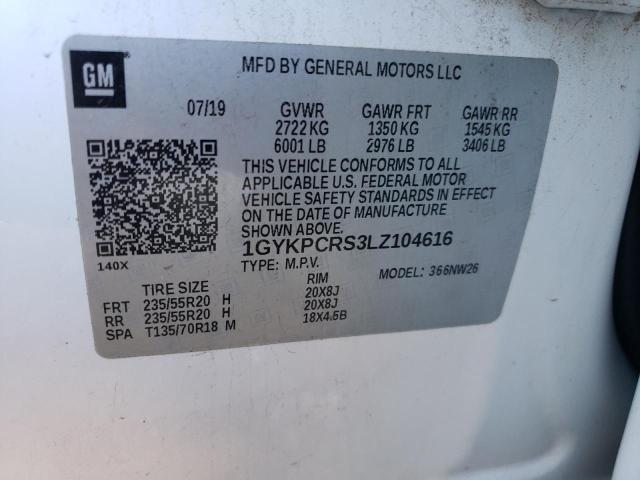 GM
MFD BY GENERAL MOTORS LLC
07/19 GVWR GAWR FRT GAWR RR
2722 KG 1350 KG 1545 KG
6001 LB 2976 LB 3406 LB
THIS VEHICLE CONFORMS TO ALL
APPLICABLE U.S. FEDERAL MOTOR
VEHICLE SAFETY STANDARDS IN EFFECT
ON THE DATE OF MANUFACTURE
SHOWN ABOVE.
1GYKPCRS3LZ104616
140X TYPE: M.P.V. MODEL: 366NW26
TIRE SIZE RIM
FRT 235/55R20 H 20X8J
RR 235/55R20 H 20X8J
SPA T135/70R18 M 18X4.5B